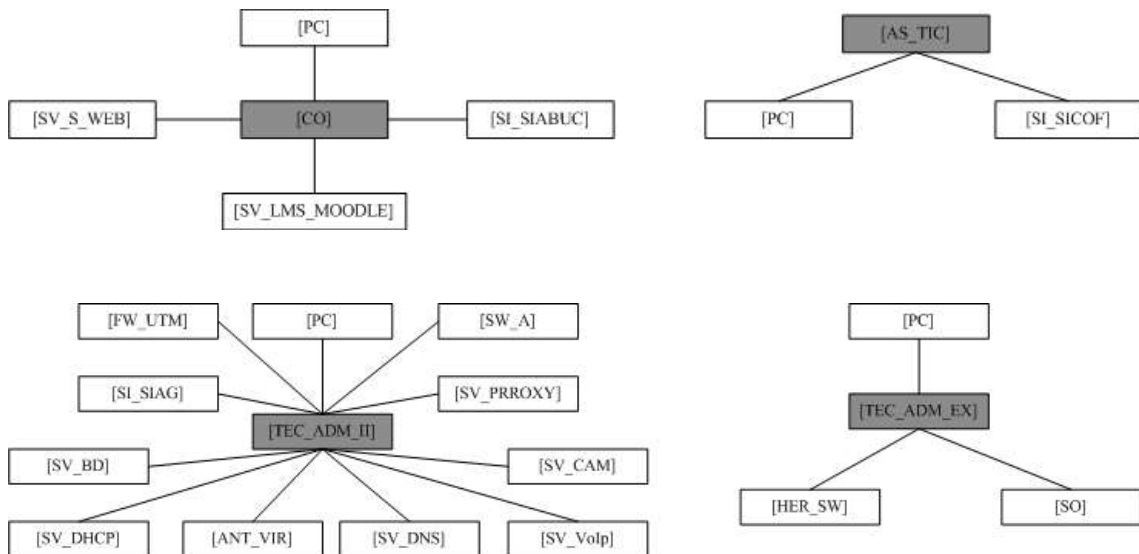 [PC]
[SV_S_WEB]
[CO]
[SI_SIABUC]
[SV_LMS_MOODLE]
[AS_TIC]
[PC]
[SI_SICOF]
[FW_UTM]
[PC]
[SW_A]
[SI_SIAG]
[SV_PRROXY]
[TEC_ADM_II]
[SV_BD]
[SV_CAM]
[SV_DHCP]
[ANT_VIR]
[SV_DNS]
[SV_VoIp]
[PC]
[TEC_ADM_EX]
[HER_SW]
[SO]